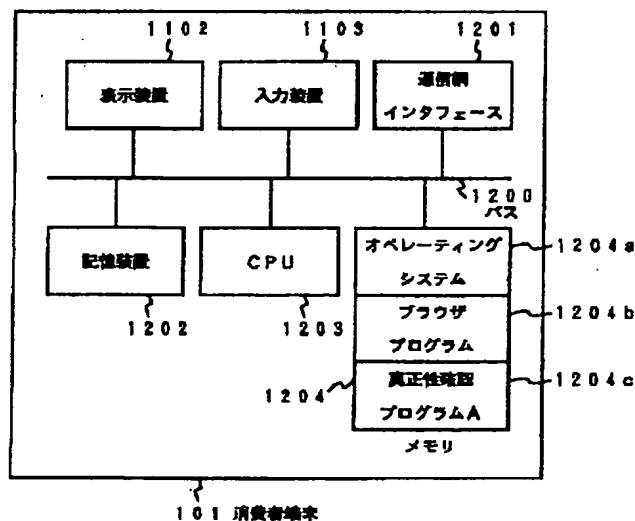 1102
1103
1201
表示装置
入力装置
通信網
インタフェース
1200
バス
記憶装置
CPU
オペレーティング
システム
1204a
1202
1203
ブラウザ
プログラム
1204b
1204
真正性確認
プログラムA
1204c
メモリ
101 消費者端末